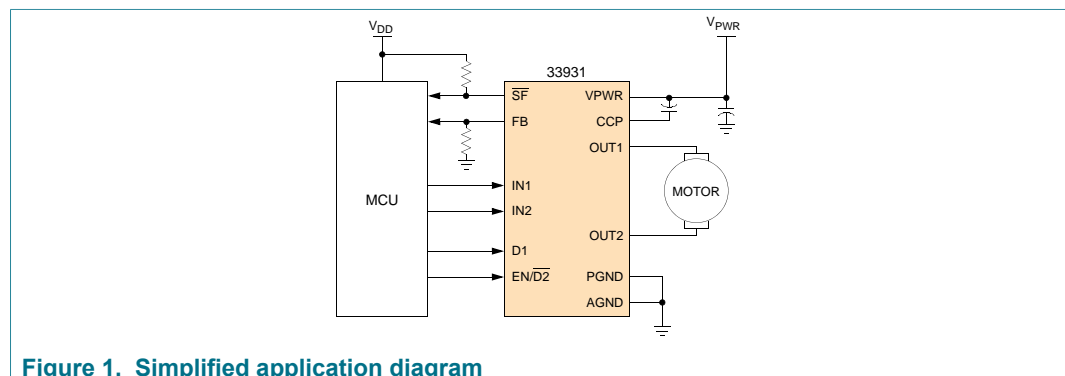 VDD
VPWR
33931
SF
VPWR
FB
CCP
OUT1
MCU
IN1
MOTOR
IN2
OUT2
D1
EN/D2
PGND
AGND
Figure 1. Simplified application diagram